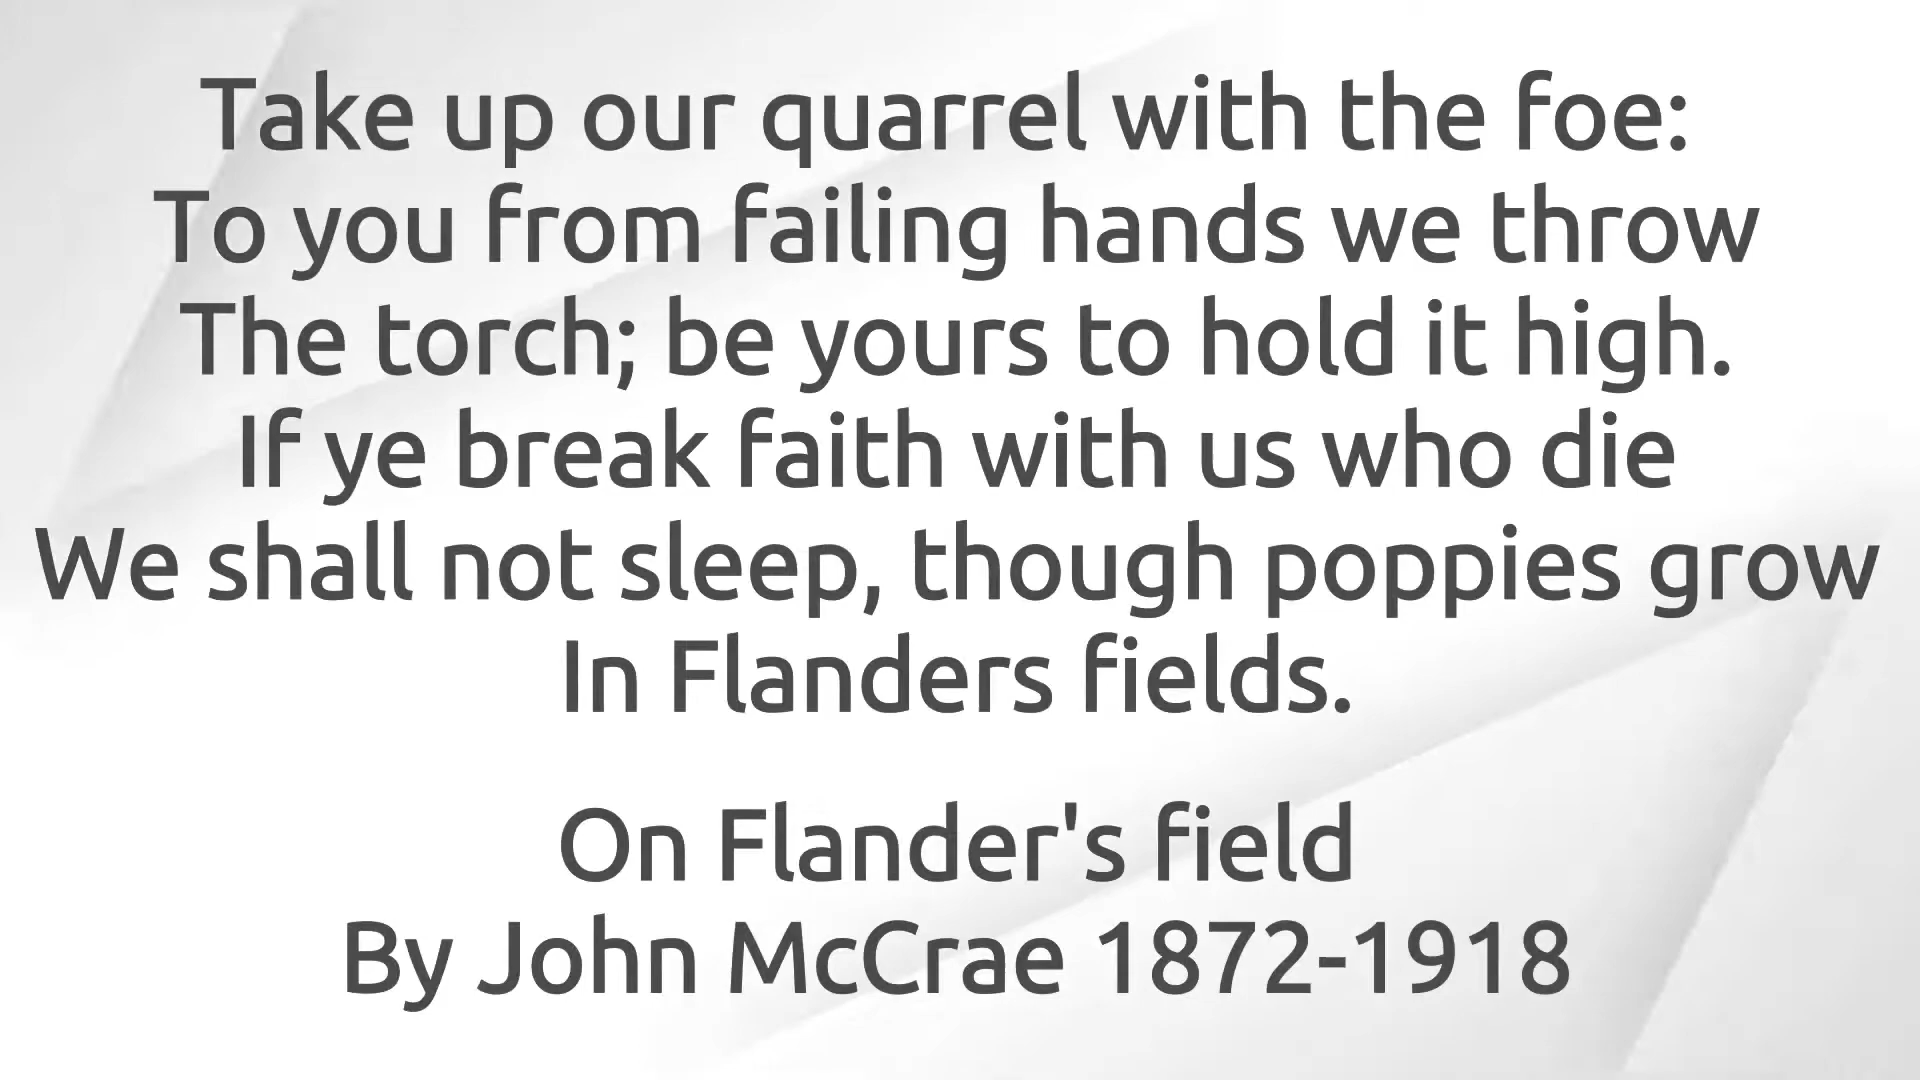 Take up our quarrel with the foe:
To you from failing hands we throw
The torch; be yours to hold it high.
If ye break faith with us who die
We shall not sleep, though poppies grow
In Flanders fields.
On Flander's field
By John McCrae 1872-1918